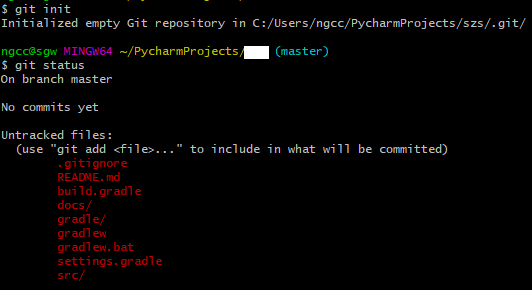 $ git init
Initialized empty Git repository in C:/Users/ngcc/PycharmProjects/szs/.git/
ngcc@sgw MINGW64 ~/PycharmProjects/ (master)
$ git status
On branch master
No commits yet
Untracked files:
(use "git add <file>..." to include in what will be committed)
.gitignore
README.md
build.gradle
docs/
gradle/
gradlew
gradlew.bat
settings.gradle
src/